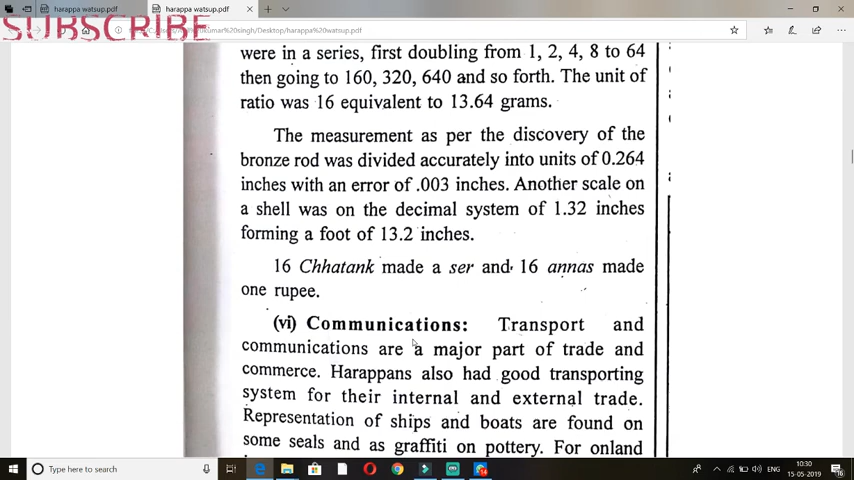 harappa watsup.pdf
harappa watsup.pdf
SUBSCRIBE
kumar%20singh/Desktop/harappa%20watsup.pdf
were in a series, first doubling from 1, 2, 4, 8 to 64
then going to 160, 320, 640 and so forth. The unit of
ratio was 16 equivalent to 13.64 grams.
The measurement as per the discovery of the
bronze rod was divided accurately into units of 0.264
inches with an error of .003 inches. Another scale on
a shell was on the decimal system of 1.32 inches
forming a foot of 13.2 inches.
16 Chhatank made a ser and 16 annas made
one rupee.
(vi) Communications: Transport and
communications are a major part of trade and
commerce. Harappans also had good transporting
system for their internal and external trade.
Representation of ships and boats are found on
some seals and as graffiti on pottery. For onland
Type here to search
ENG
10:30
15-05-2019